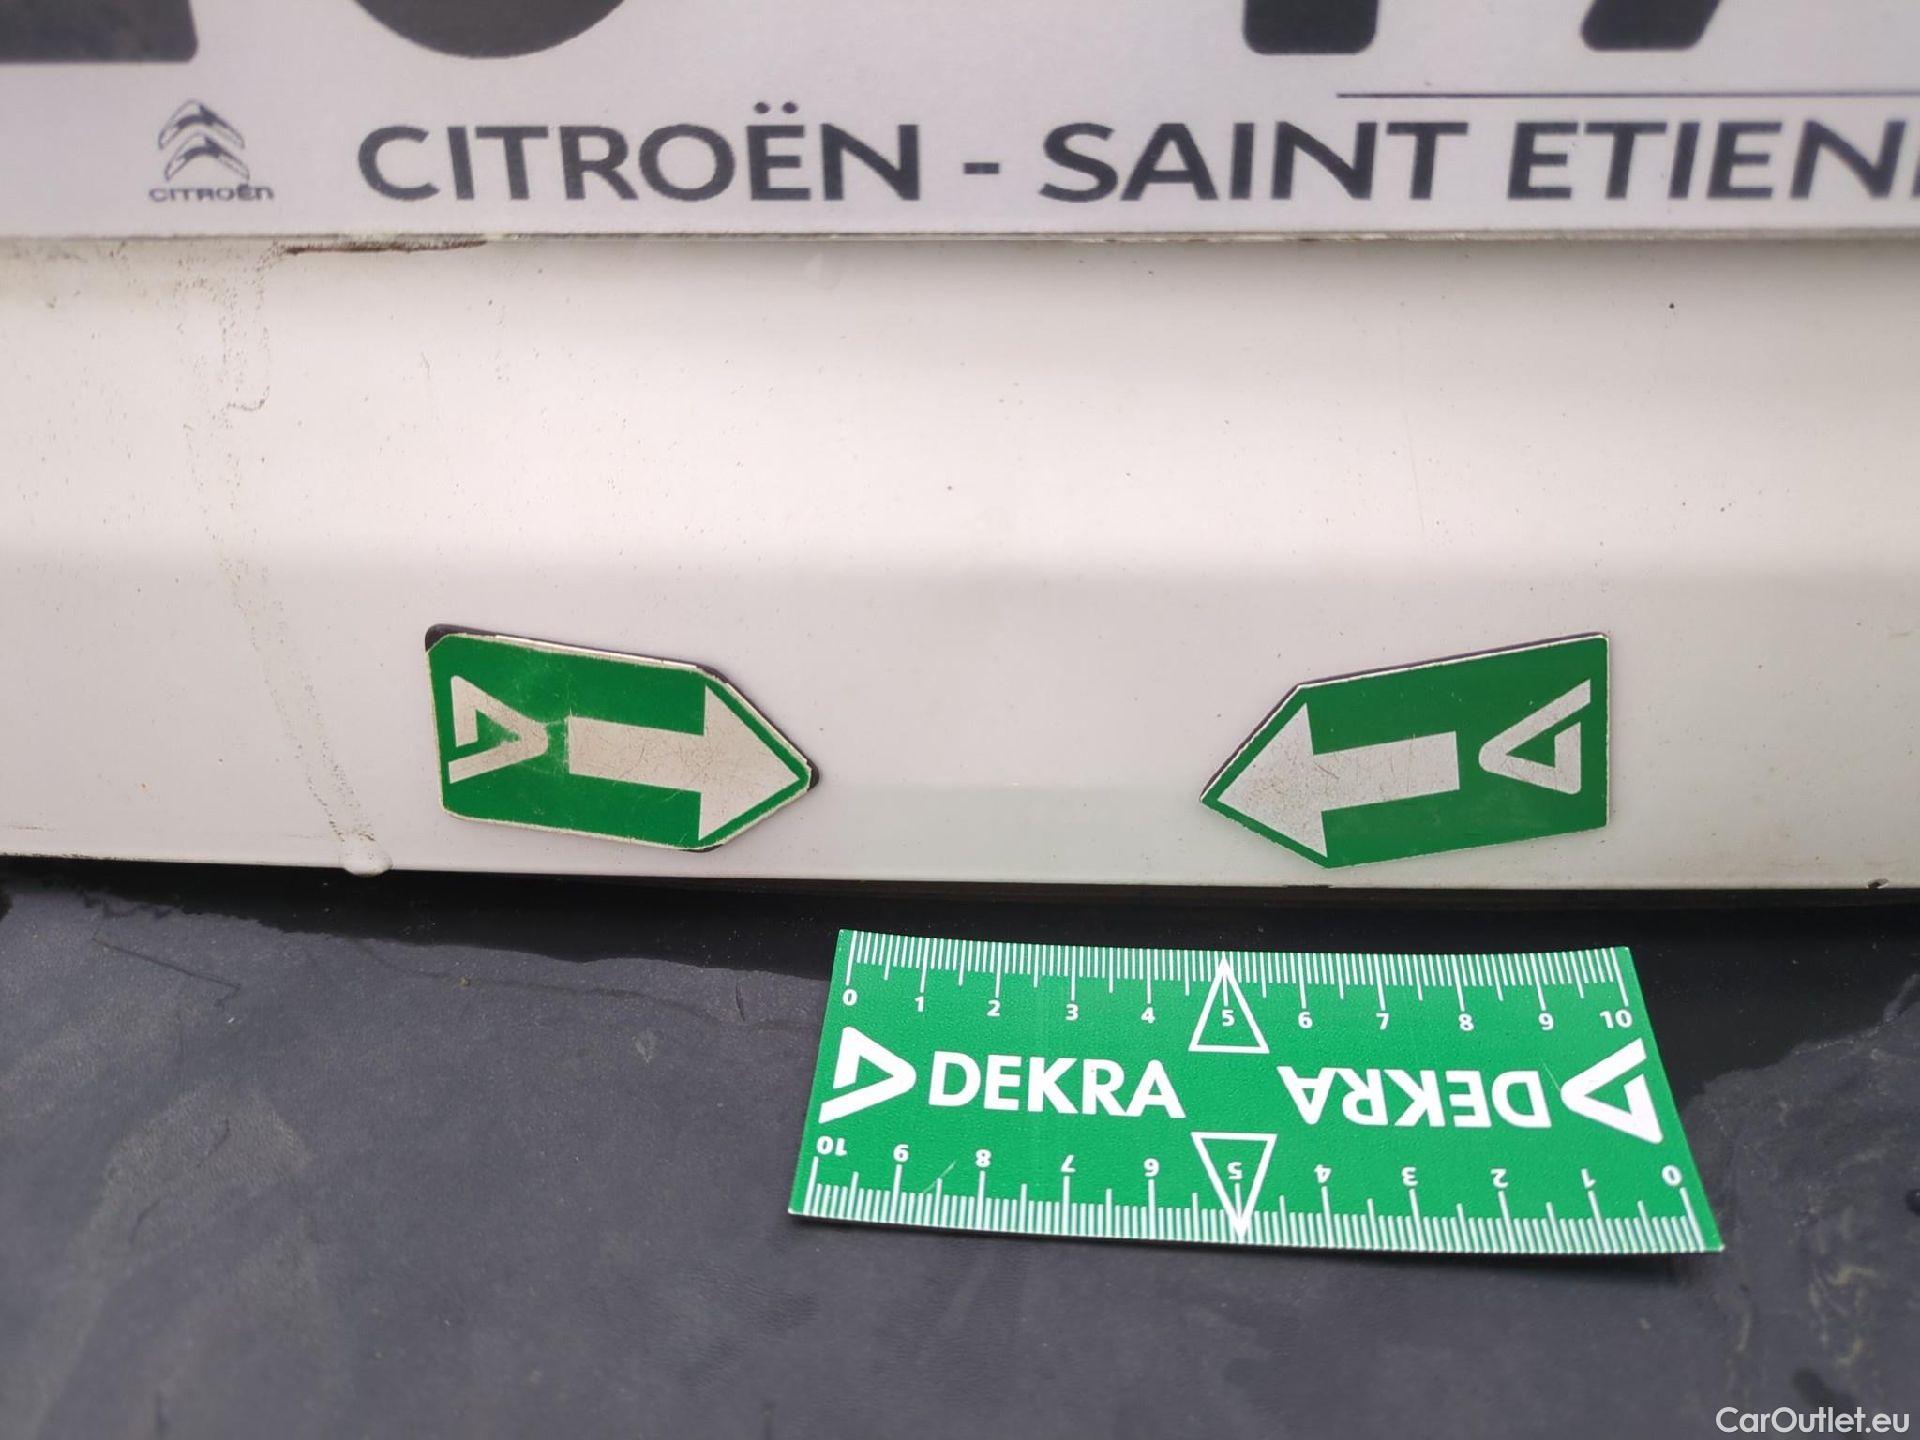 CITROËN
CITROËN - SAINT ETIEN
0 1 2 3 4 5 6 7 8 9 10
DEKRA DEKRA
10 9 8 7 6 5 4 3 2 1 0
CarOutlet.eu